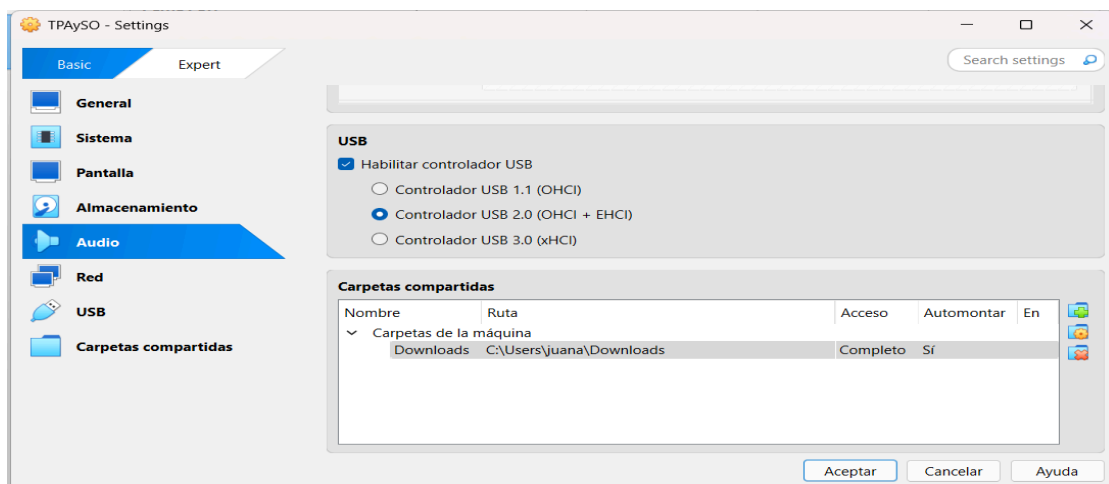 TPAySO - Settings
Basic Expert Search settings
General
Sistema
Pantalla
Almacenamiento
Audio
Red
USB
Carpetas compartidas
USB
Habilitar controlador USB
Controlador USB 1.1 (OHCI)
Controlador USB 2.0 (OHCI + EHCI)
Controlador USB 3.0 (xHCI)
Carpetas compartidas
Nombre Ruta Acceso Automontar En
Carpetas de la máquina
Downloads C:\Users\juana\Downloads Completo Sí
Aceptar Cancelar Ayuda